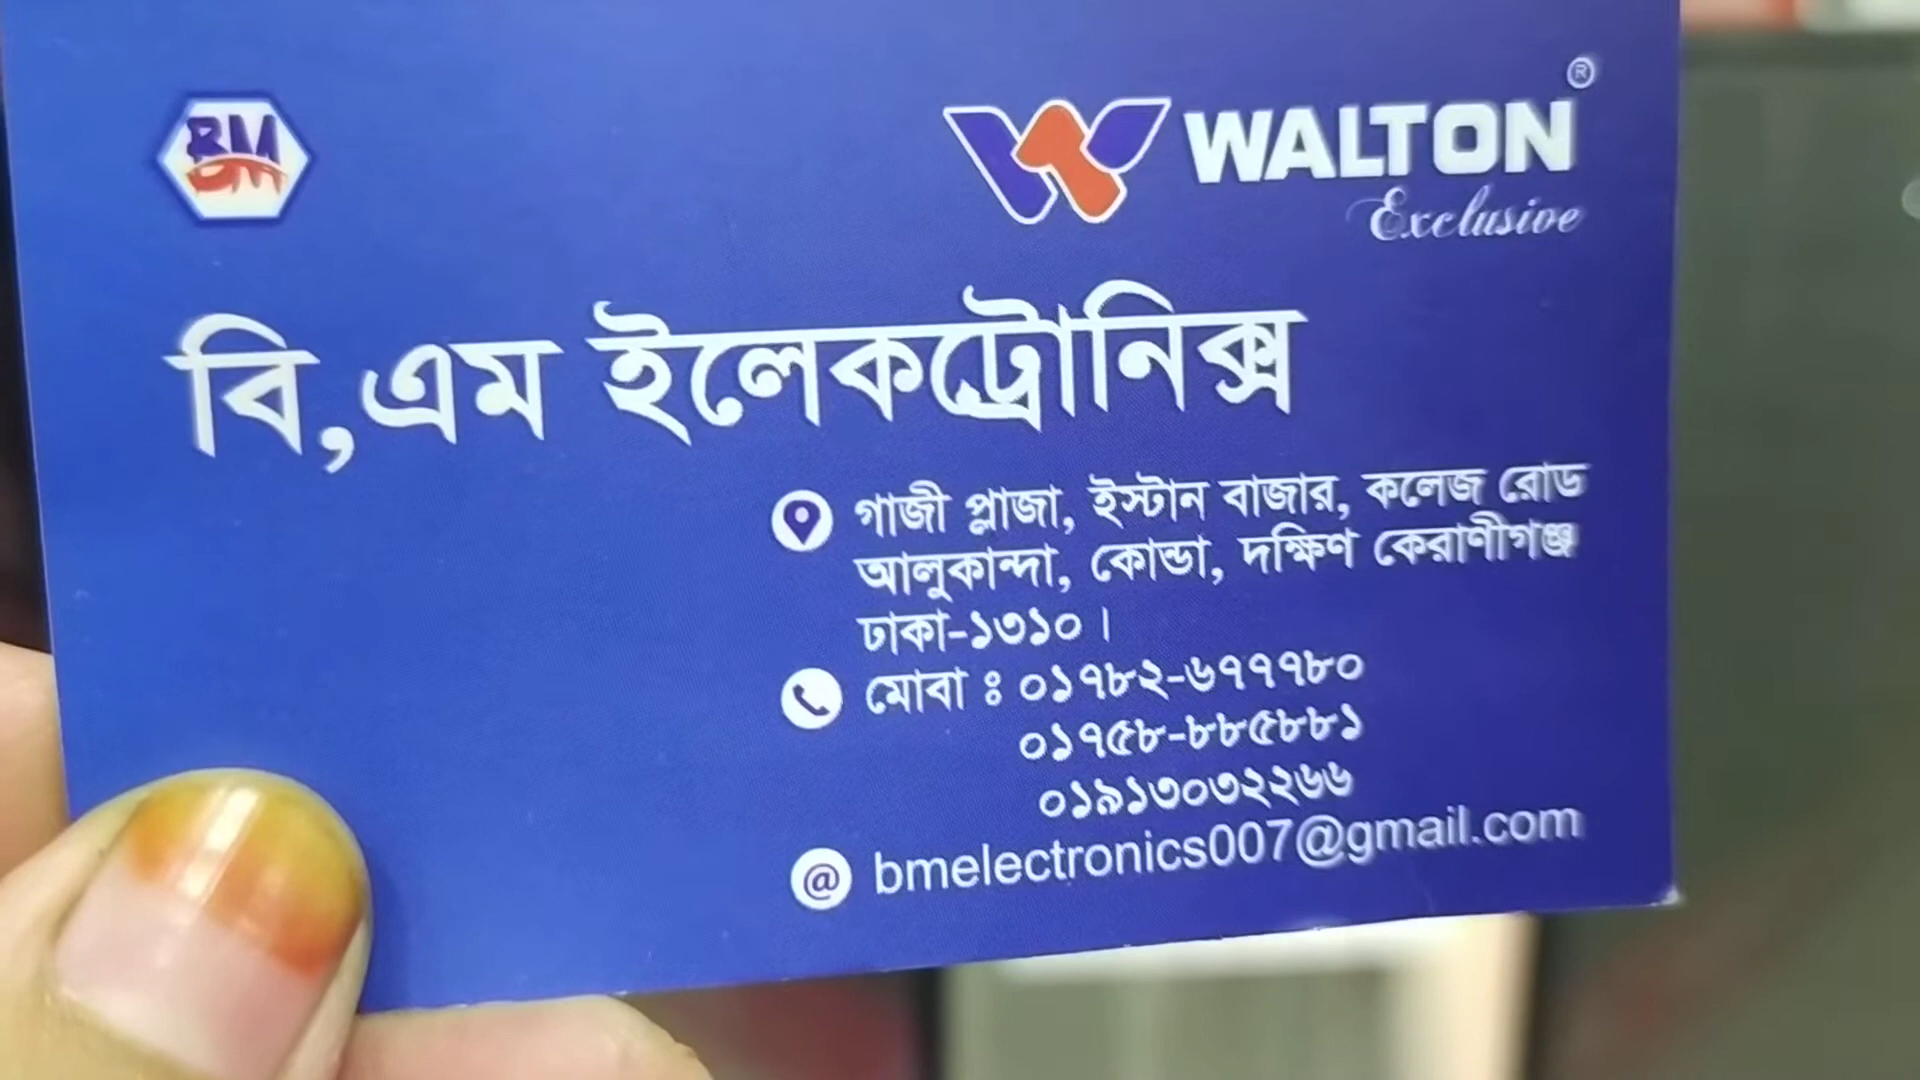 BM
WALTON®
Exclusive
বি,এম ইলেকট্রোনিক্স
গাজী প্লাজা, ইস্টান বাজার, কলেজ রোড
আলুকান্দা, কোন্ডা, দক্ষিণ কেরাণীগঞ্জ
ঢাকা-১৩১০।
মোবা ঃ ০১৭৮২-৬৭৭৭৮০
০১৭৫৮-৮৮৫৮৮১
০১৯১৩০৩২২৬৬
@ bmelectronics007@gmail.com